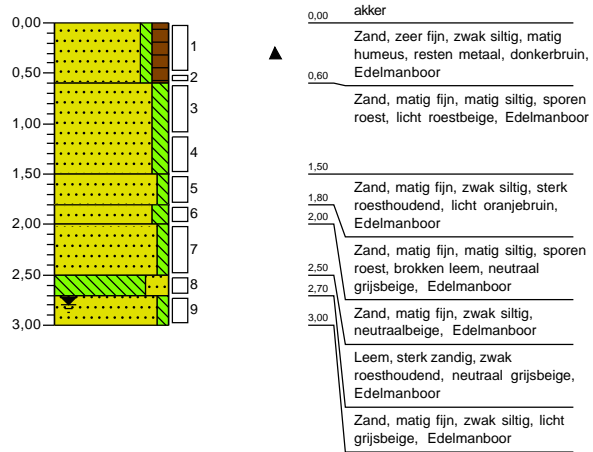 0,00
0,50
1,00
1,50
2,00
2,50
3,00
1
2
3
4
5
6
7
8
9
0,00
akker
Zand, zeer fijn, zwak siltig, matig
humeus, resten metaal, donkerbruin,
Edelmanboor
0,60
Zand, matig fijn, matig siltig, sporen
roest, licht roestbeige, Edelmanboor
1,50
Zand, matig fijn, zwak siltig, sterk
roesthoudend, licht oranjebruin,
Edelmanboor
1,80
Zand, matig fijn, matig siltig, sporen
roest, brokken leem, neutraal
grijsbeige, Edelmanboor
2,00
Zand, matig fijn, zwak siltig,
neutraalbeige, Edelmanboor
2,50
Leem, sterk zandig, zwak
roesthoudend, neutraal grijsbeige,
Edelmanboor
2,70
Zand, matig fijn, zwak siltig, licht
grijsbeige, Edelmanboor
3,00